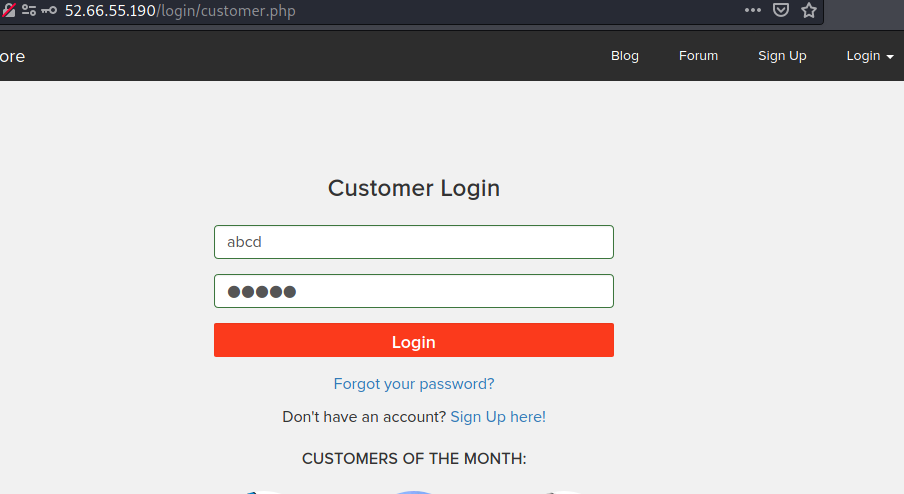 52.66.55.190/login/customer.php
ore Blog Forum Sign Up Login
Customer Login
abcd
Login
Forgot your password?
Don't have an account? Sign Up here!
CUSTOMERS OF THE MONTH: